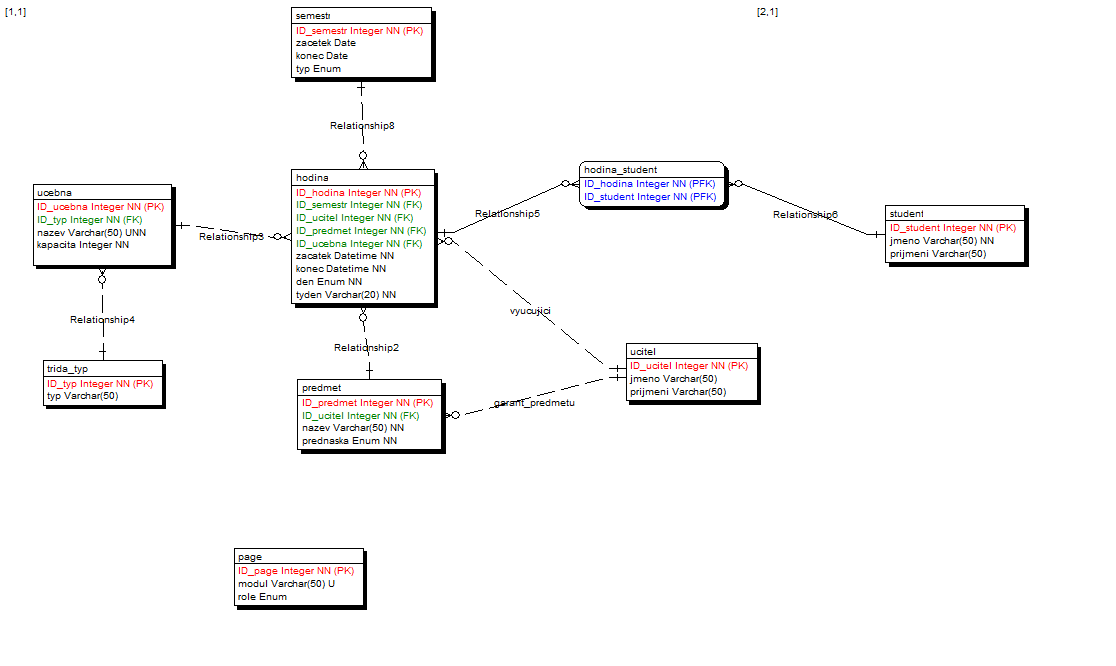 [1,1]
[2,1]
semestr
ID_semestr Integer NN (PK)
zacetek Date
konec Date
typ Enum
Relationship8
hodina
ID_hodina Integer NN (PK)
ID_semestr Integer NN (FK)
ID_ucitel Integer NN (FK)
ID_predmet Integer NN (FK)
ID_ucebna Integer NN (FK)
zacatek Datetime NN
konec Datetime NN
den Enum NN
tyden Varchar(20) NN
hodina_student
ID_hodina Integer NN (PFK)
ID_student Integer NN (PFK)
ucebna
ID_ucebna Integer NN (PK)
ID_typ Integer NN (FK)
nazev Varchar(50) UNN
kapacita Integer NN
Relationship3
Relationship5
Relationship6
student
ID_student Integer NN (PK)
jmeno Varchar(50) NN
prijmeni Varchar(50)
Relationship4
vyucujici
Relationship2
trida_typ
ID_typ Integer NN (PK)
typ Varchar(50)
ucitel
ID_ucitel Integer NN (PK)
jmeno Varchar(50)
prijmeni Varchar(50)
predmet
ID_predmet Integer NN (PK)
ID_ucitel Integer NN (FK)
nazev Varchar(50) NN
prednaska Enum NN
garant_predmetu
page
ID_page Integer NN (PK)
modul Varchar(50) U
role Enum